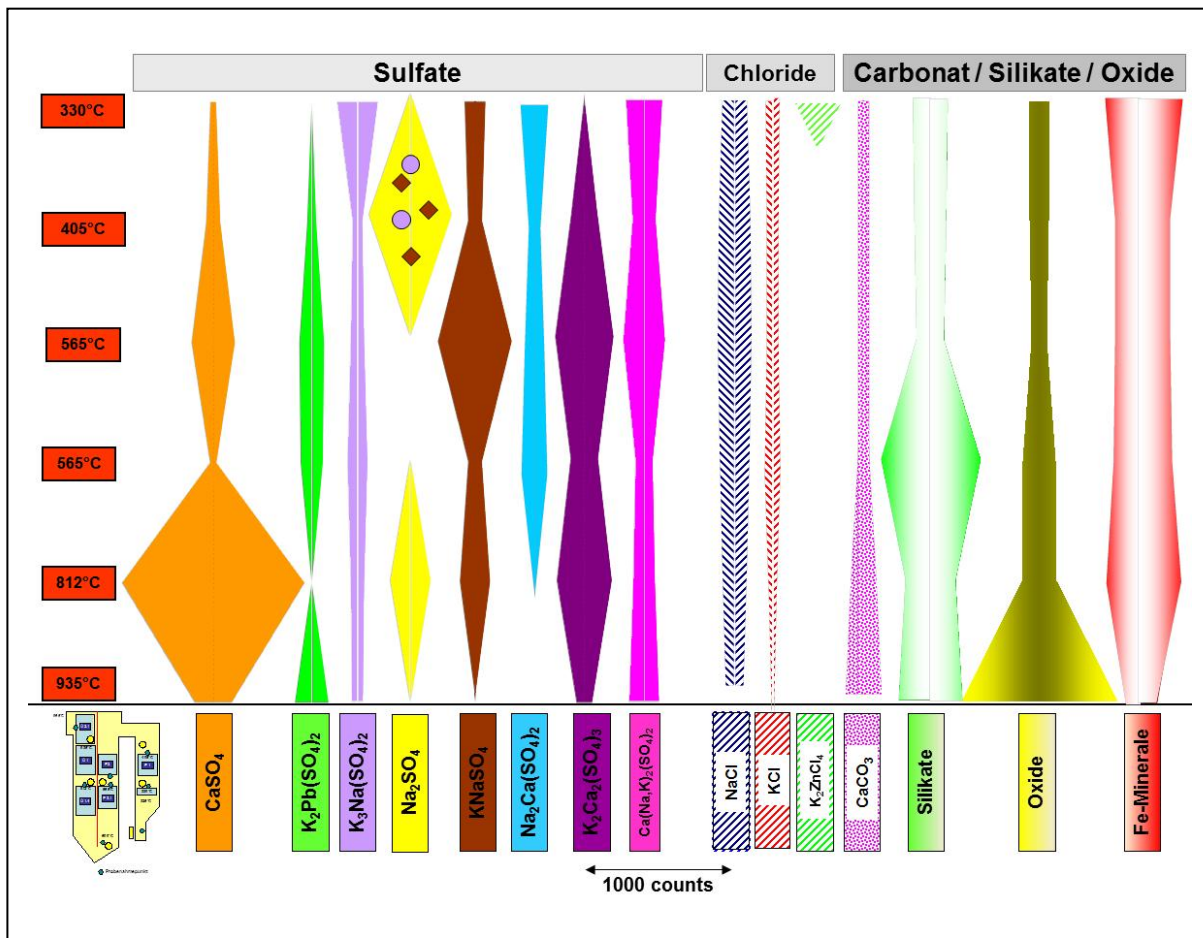 Sulfate
Chloride
Carbonat / Silikate / Oxide
330°C
405°C
565°C
565°C
812°C
935°C
CaSO₄
K₂Pb(SO₄)₂
K₃Na(SO₄)₂
Na₂SO₄
KNaSO₄
Na₂Ca(SO₄)₂
K₂Ca₂(SO₄)₃
Ca(Na,K)₂(SO₄)₂
NaCl
KCl
K₂ZnCl₄
CaCO₃
Silikate
Oxide
Fe-Minerale
Probenahmepunkt
1000 counts